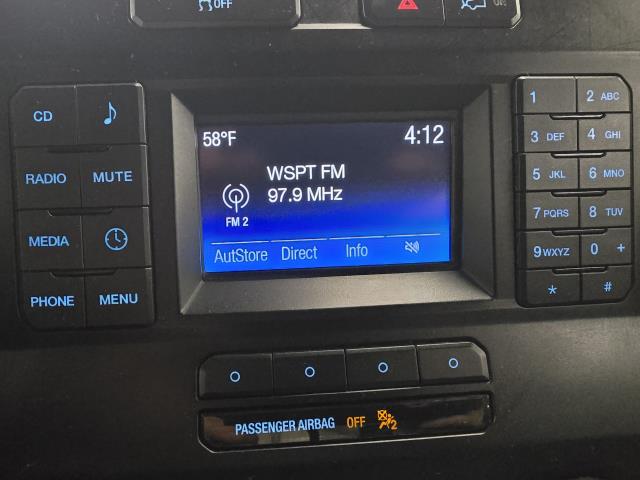 OFF
CD
RADIO MUTE
MEDIA
PHONE MENU
58°F 4:12
WSPT FM
97.9 MHz
FM 2
AutStore Direct Info
1 2 ABC
3 DEF 4 GHI
5 JKL 6 MNO
7 PQRS 8 TUV
9 WXYZ 0 +
* #
PASSENGER AIRBAG OFF 2